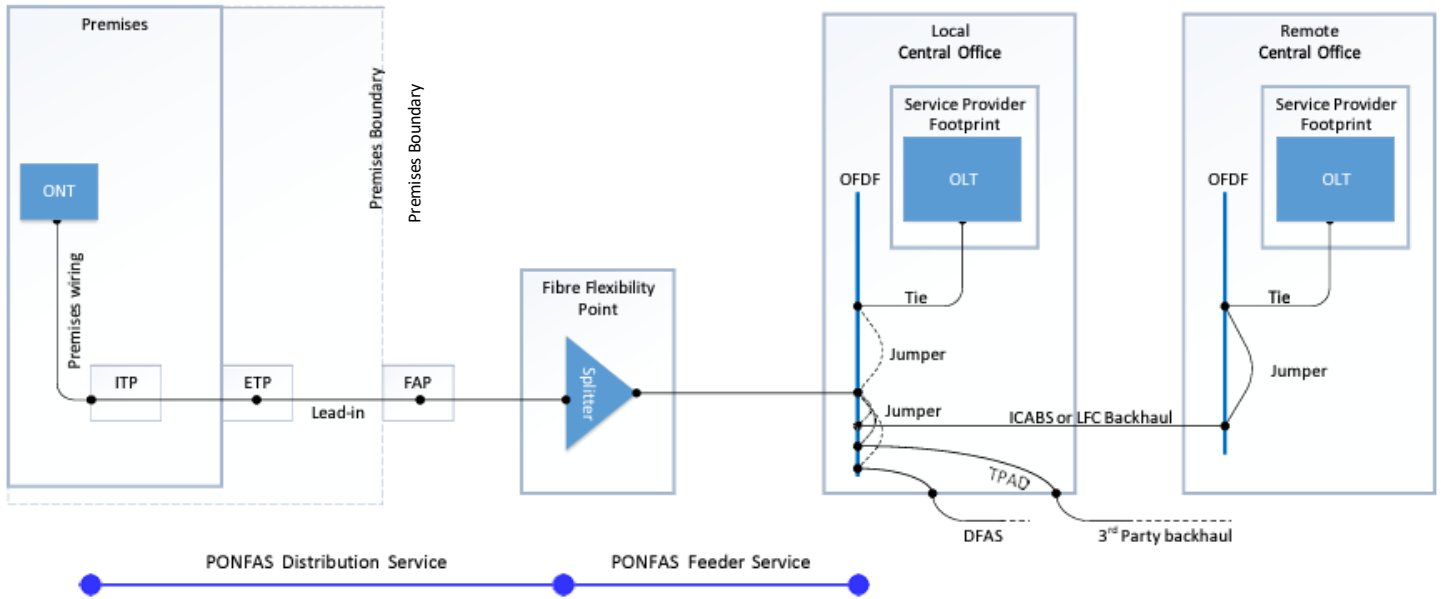 Premises
Premises Boundary
Premises Boundary
ONT
Premises wiring
ITP
ETP
FAP
Lead-in
Fibre Flexibility
Point
Splitter
Local
Central Office
Service Provider
Footprint
OLT
OFDF
Tie
Jumper
Jumper
ICABS or LFC Backhaul
TPAD
DFAS
3rd Party backhaul
Remote
Central Office
Service Provider
Footprint
OLT
OFDF
Tie
Jumper
PONFAS Distribution Service
PONFAS Feeder Service